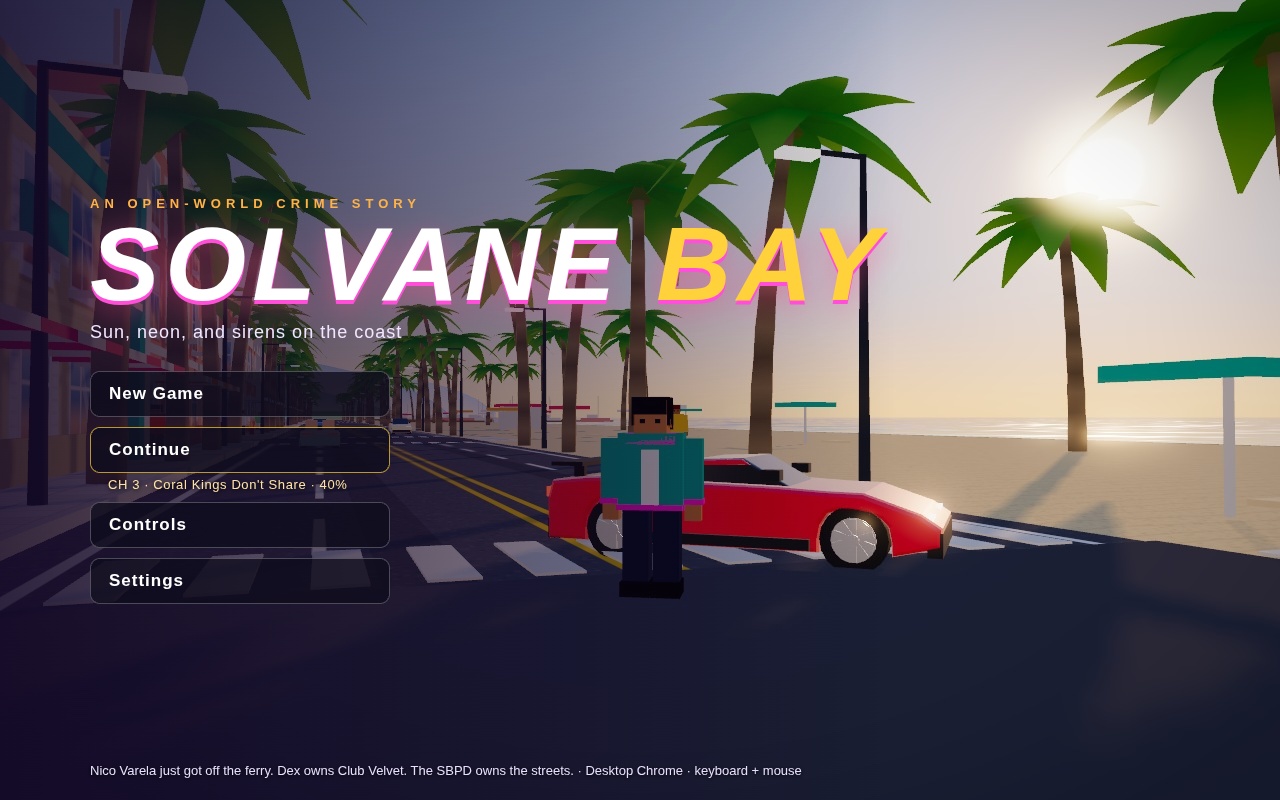 AN OPEN-WORLD CRIME STORY
SOLVANE BAY
Sun, neon, and sirens on the coast
New Game
Continue
CH 3 · Coral Kings Don't Share · 40%
Controls
Settings
Nico Varela just got off the ferry. Dex owns Club Velvet. The SBPD owns the streets. · Desktop Chrome · keyboard + mouse